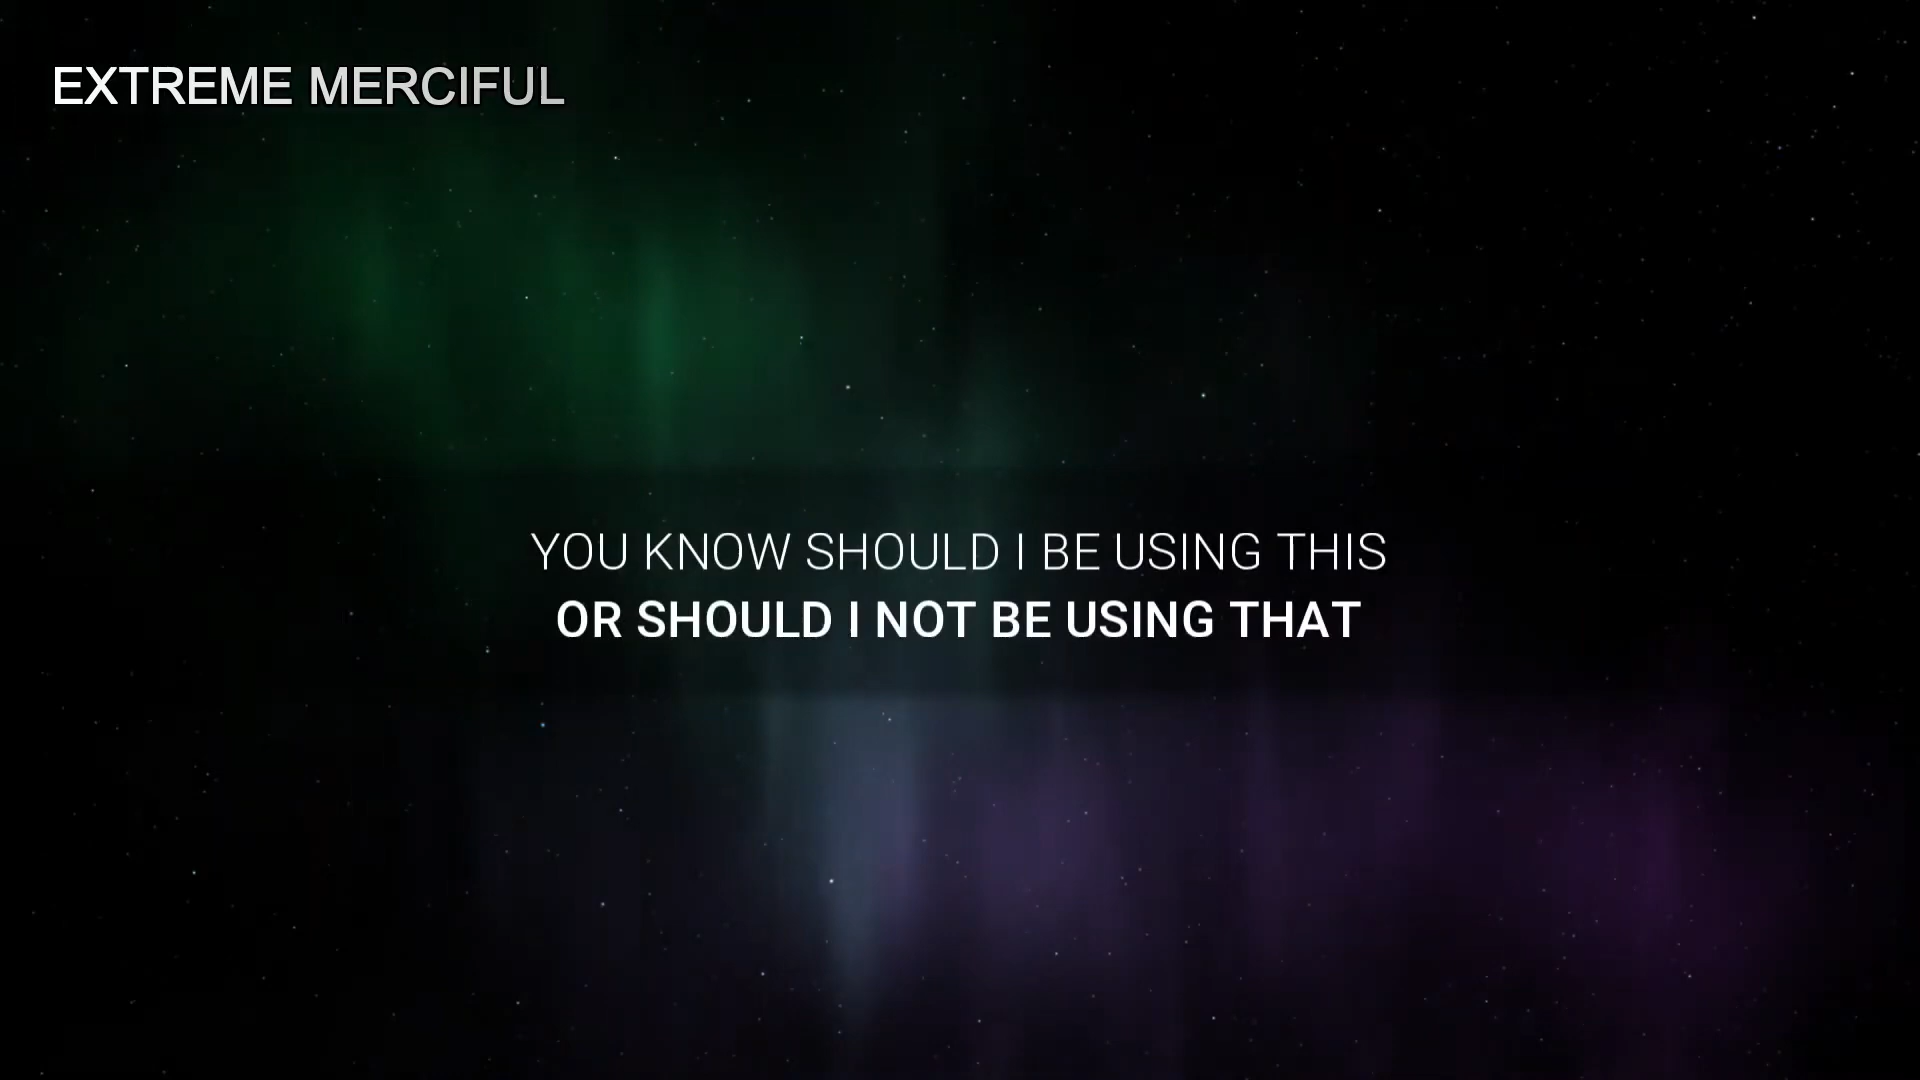 EXTREME MERCIFUL
YOU KNOW SHOULD I BE USING THIS
OR SHOULD I NOT BE USING THAT